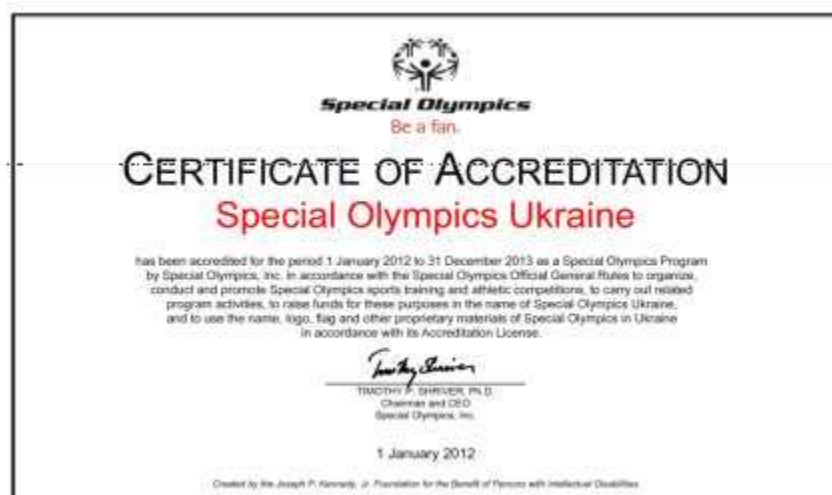 Special Olympics
Be a fan.
CERTIFICATE OF ACCREDITATION
Special Olympics Ukraine
has been accredited for the period 1 January 2012 to 31 December 2013 as a Special Olympics Program
by Special Olympics, Inc. in accordance with the Special Olympics Official General Rules to organize,
conduct and promote Special Olympics sports training and athletic competitions, to carry out related
program activities, to raise funds for these purposes in the name of Special Olympics Ukraine,
and to use the name, logo, flag and other proprietary materials of Special Olympics in Ukraine
in accordance with its Accreditation License.
Timothy Shriver
TIMOTHY P. SHRIVER, Ph.D.
Chairman and CEO
Special Olympics, Inc.
1 January 2012
Created by the Joseph P. Kennedy, Jr. Foundation for the Benefit of Persons with Intellectual Disabilities